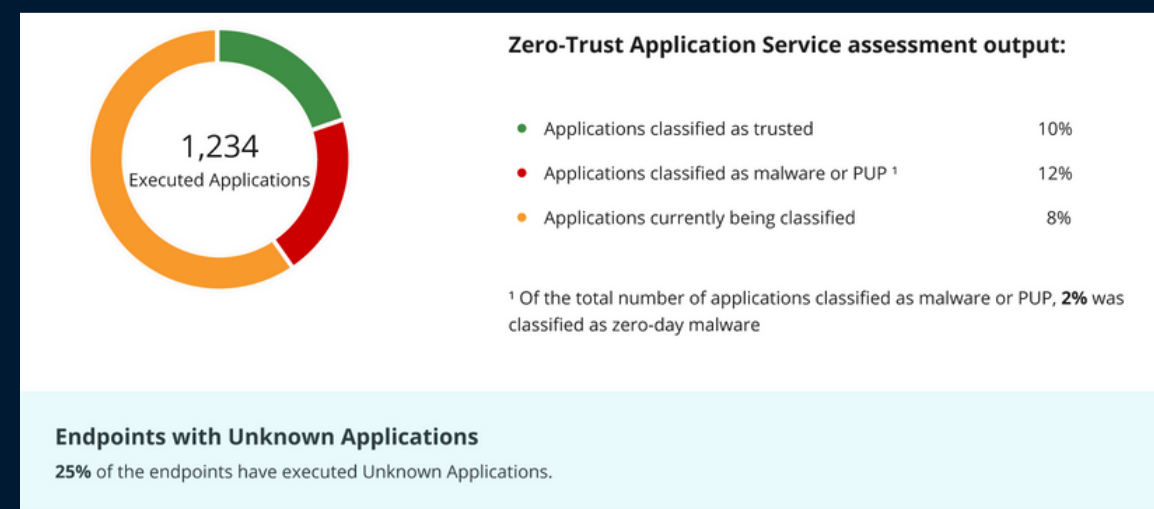 1,234
Executed Applications
Zero-Trust Application Service assessment output:
Applications classified as trusted 10%
Applications classified as malware or PUP ¹ 12%
Applications currently being classified 8%
¹ Of the total number of applications classified as malware or PUP, 2% was
classified as zero-day malware
Endpoints with Unknown Applications
25% of the endpoints have executed Unknown Applications.